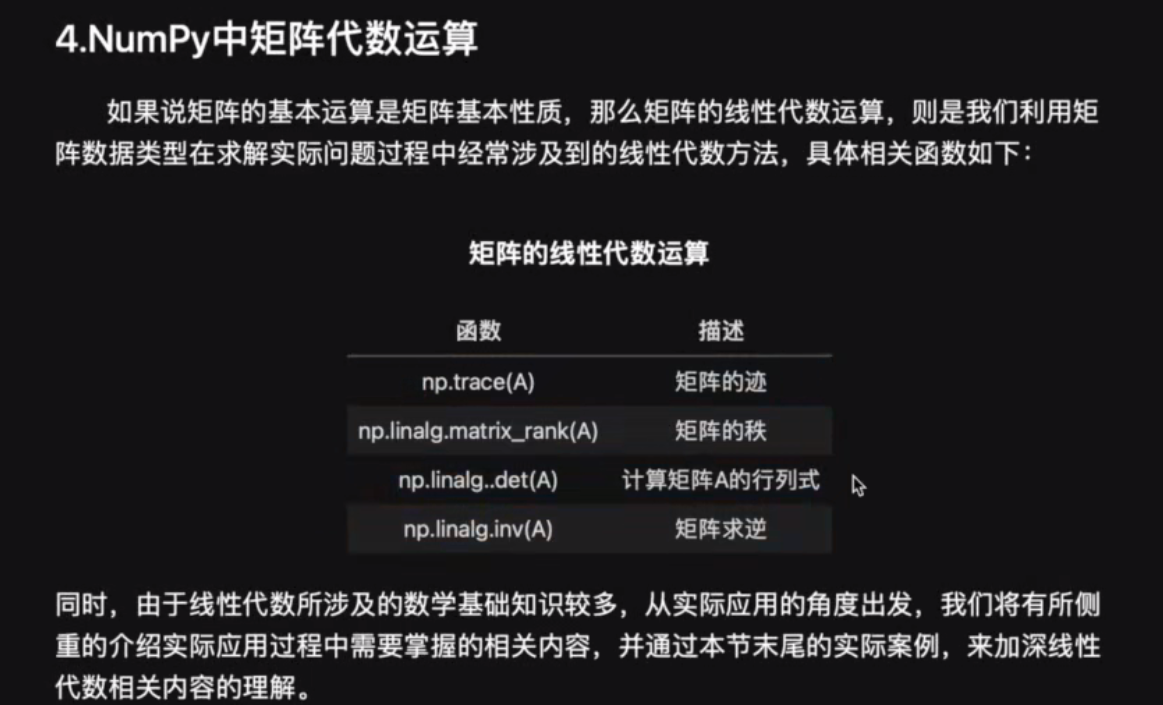 4.NumPy中矩阵代数运算
如果说矩阵的基本运算是矩阵基本性质，那么矩阵的线性代数运算，则是我们利用矩
阵数据类型在求解实际问题过程中经常涉及到的线性代数方法，具体相关函数如下：
矩阵的线性代数运算
函数 描述
np.trace(A) 矩阵的迹
np.linalg.matrix_rank(A) 矩阵的秩
np.linalg..det(A) 计算矩阵A的行列式
np.linalg.inv(A) 矩阵求逆
同时，由于线性代数所涉及的数学基础知识较多，从实际应用的角度出发，我们将有所侧
重的介绍实际应用过程中需要掌握的相关内容，并通过本节末尾的实际案例，来加深线性
代数相关内容的理解。